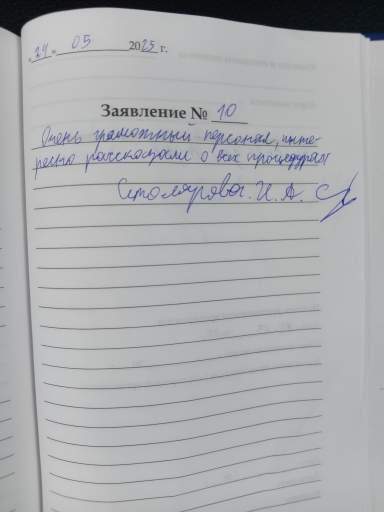 «24» 05 2025 г.
Заявление № 10
Очень грамотный персонал, инте-
ресно рассказали о всех процедурах
Столярова И. А.